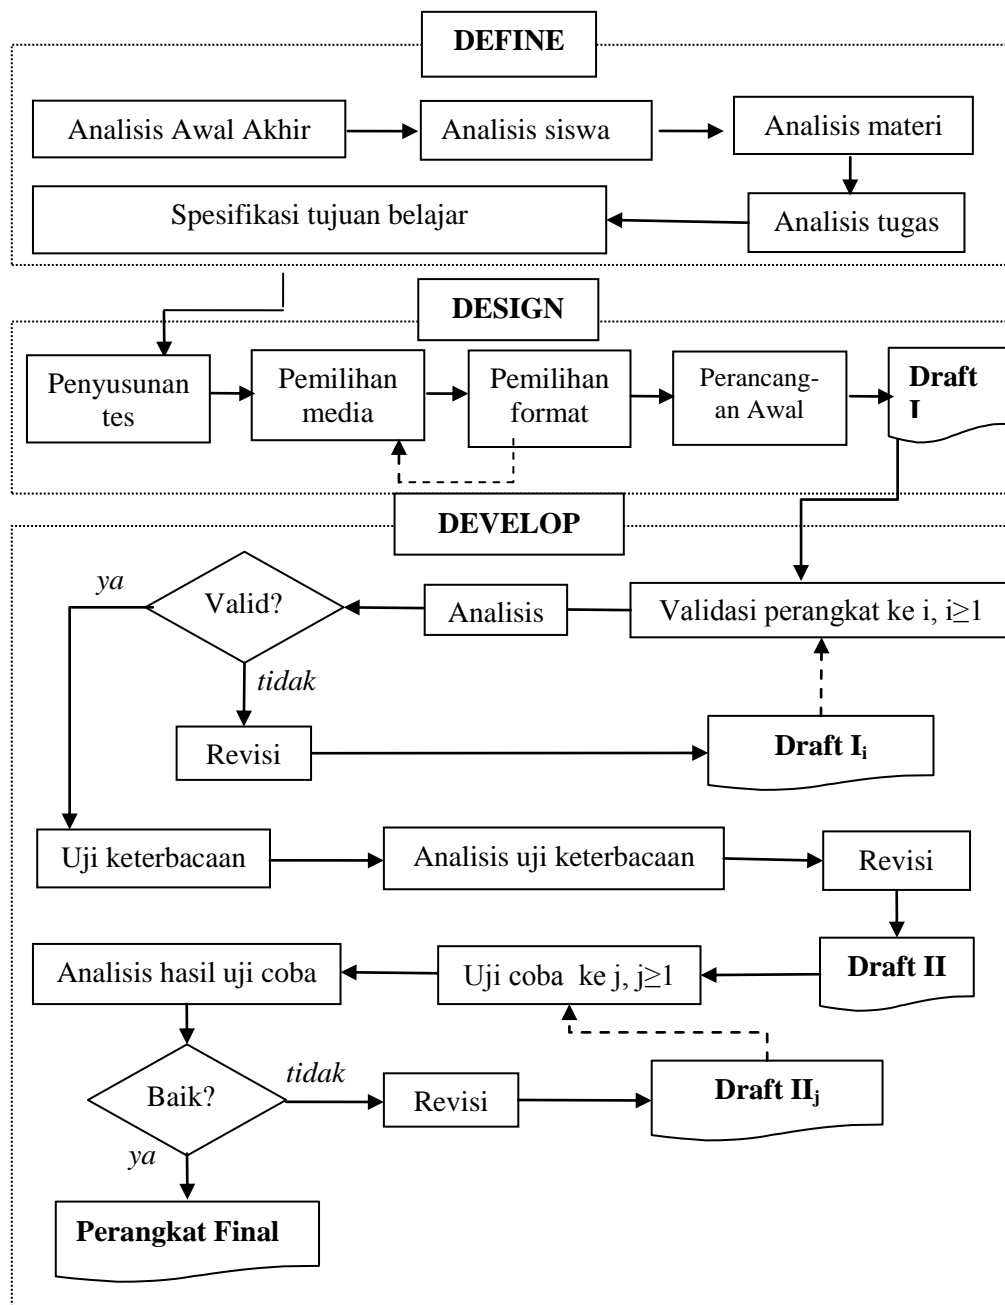 DEFINE
Analisis Awal Akhir
Analisis siswa
Analisis materi
Spesifikasi tujuan belajar
Analisis tugas
DESIGN
Penyusunan
tes
Pemilihan
media
Pemilihan
format
Perancang-
an Awal
Draft
I
DEVELOP
ya
Valid?
Analisis
Validasi perangkat ke i, i≥1
tidak
Revisi
Draft Iᵢ
Uji keterbacaan
Analisis uji keterbacaan
Revisi
Analisis hasil uji coba
Uji coba ke j, j≥1
Draft II
Baik?
tidak
Revisi
Draft IIⱼ
ya
Perangkat Final